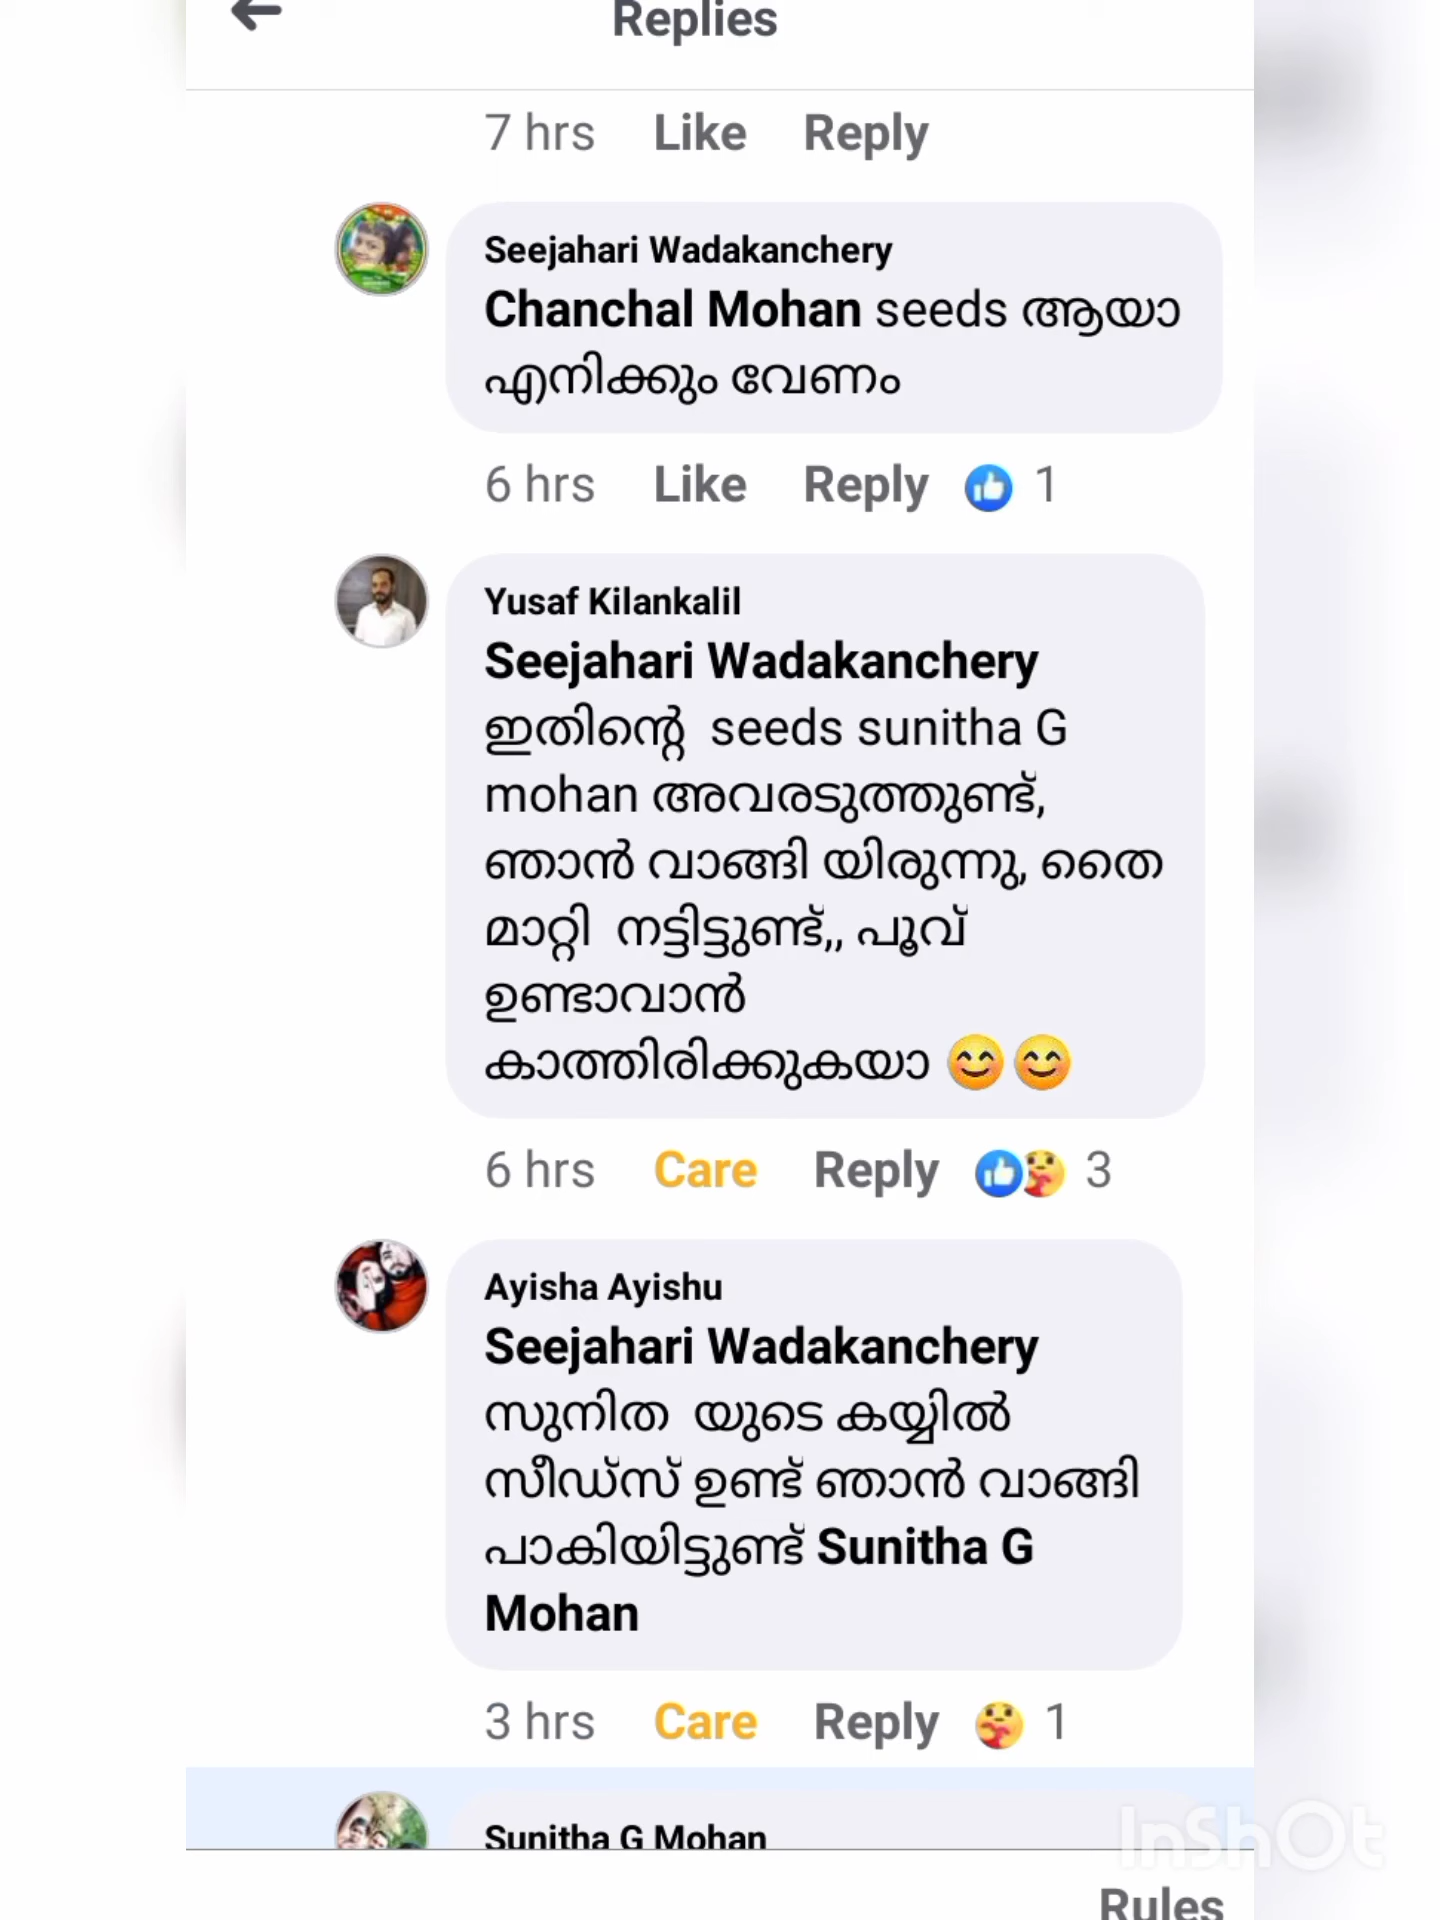 Replies
7 hrs Like Reply
Seejahari Wadakanchery
Chanchal Mohan seeds ആയാ
എനിക്കും വേണം
6 hrs Like Reply 1
Yusaf Kilankalil
Seejahari Wadakanchery
ഇതിന്റെ seeds sunitha G
mohan അവരടുത്തുണ്ട്,
ഞാൻ വാങ്ങി യിരുന്നു, തൈ
മാറ്റി നട്ടിട്ടുണ്ട്,, പൂവ്
ഉണ്ടാവാൻ
കാത്തിരിക്കുകയാ 😊😊
6 hrs Care Reply 3
Ayisha Ayishu
Seejahari Wadakanchery
സുനിത യുടെ കയ്യിൽ
സീഡ്സ് ഉണ്ട് ഞാൻ വാങ്ങി
പാകിയിട്ടുണ്ട് Sunitha G
Mohan
3 hrs Care Reply 1
Sunitha G Mohan
InShOt
Rules